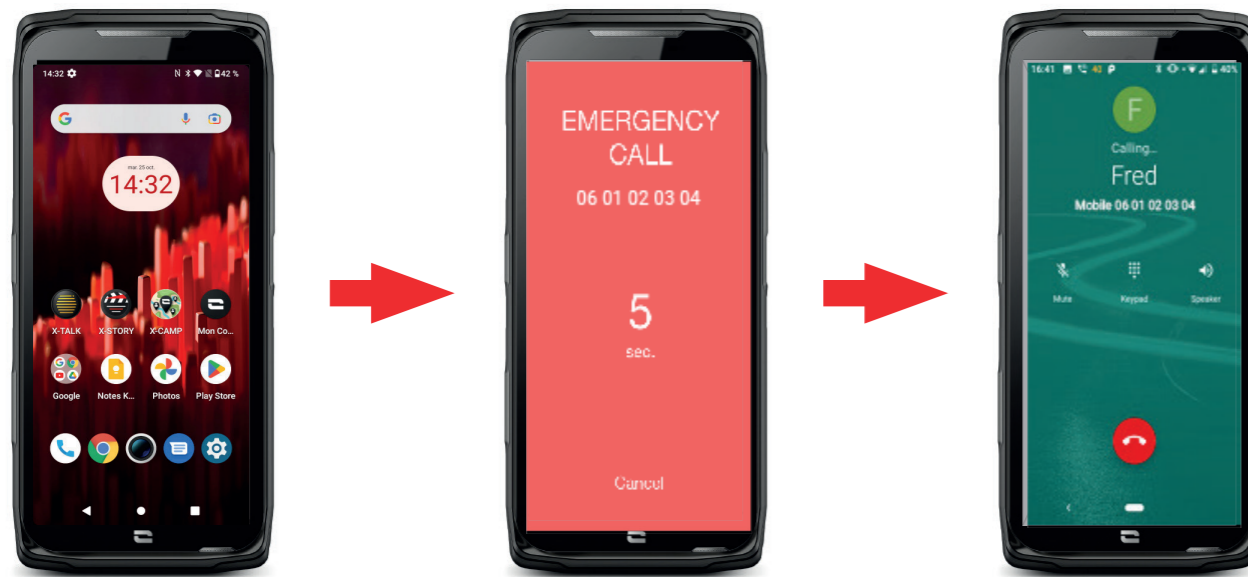 14:32 N 42 %
G
mar. 25 oct.
14:32
X-TALK X-STORY X-CAMP Mon Co...
Google Notes K... Photos Play Store
EMERGENCY
CALL
06 01 02 03 04
5
sec.
Cancel
16:41 40 P 40%
F
Calling...
Fred
Mobile 06 01 02 03 04
Mute Keypad Speaker